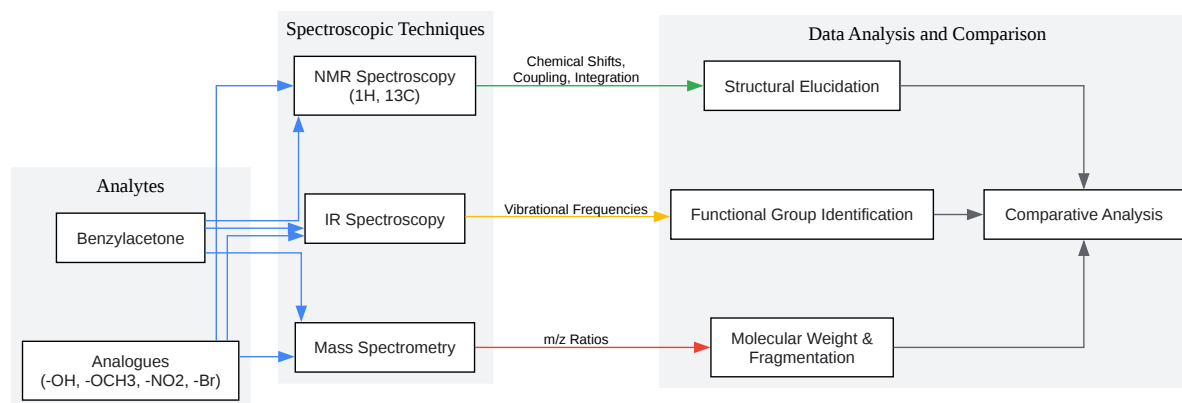 Spectroscopic Techniques
Data Analysis and Comparison
NMR Spectroscopy
(1H, 13C)
Chemical Shifts,
Coupling, Integration
Structural Elucidation
Analytes
Benzylacetone
IR Spectroscopy
Vibrational Frequencies
Functional Group Identification
Comparative Analysis
Analogues
(-OH, -OCH3, -NO2, -Br)
Mass Spectrometry
m/z Ratios
Molecular Weight &
Fragmentation